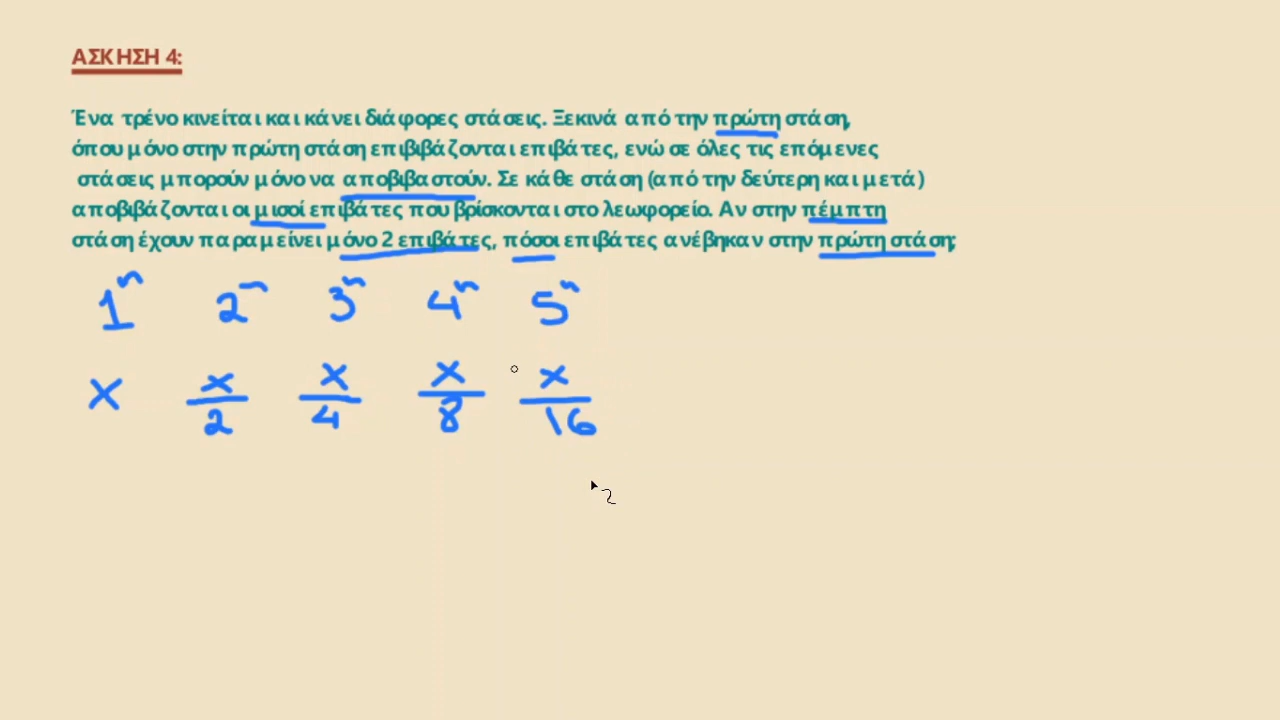 ΑΣΚΗΣΗ 4:
Ένα τρένο κινείται και κάνει διάφορες στάσεις. Ξεκινά από την πρώτη στάση,
όπου μόνο στην πρώτη στάση επιβιβάζονται επιβάτες, ενώ σε όλες τις επόμενες
στάσεις μπορούν μόνο να αποβιβαστούν. Σε κάθε στάση (από την δεύτερη και μετά)
αποβιβάζονται οι μισοί επιβάτες που βρίσκονται στο λεωφορείο. Αν στην πέμπτη
στάση έχουν παραμείνει μόνο 2 επιβάτες, πόσοι επιβάτες ανέβηκαν στην πρώτη στάση;
1η 2η 3η 4η 5η
x x/2 x/4 x/8 x/16